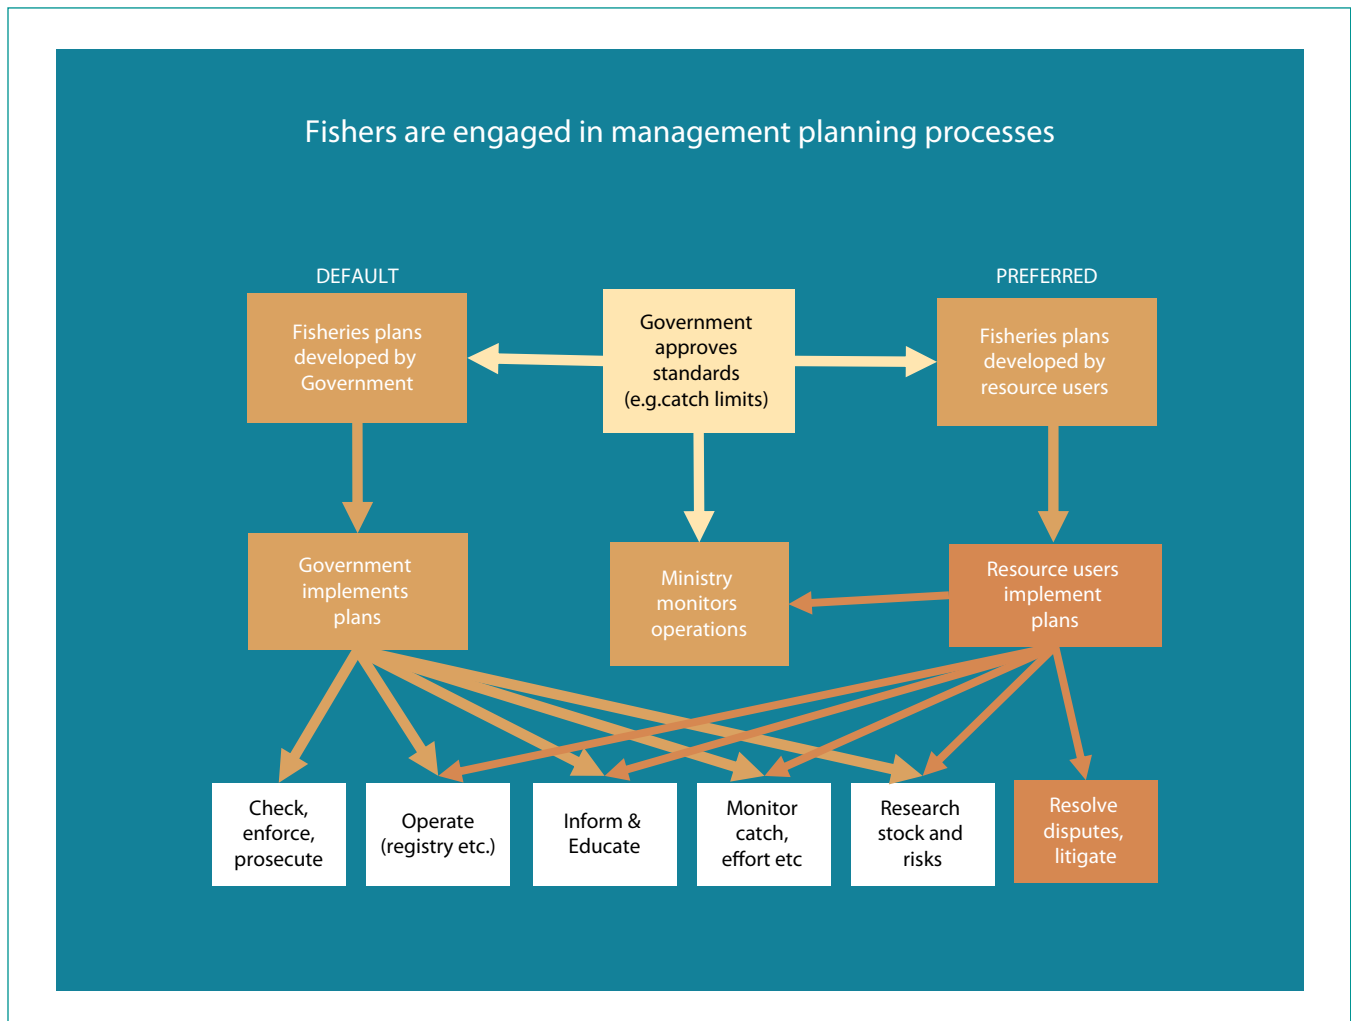 Fishers are engaged in management planning processes
DEFAULT
PREFERRED
Fisheries plans
developed by
Government
Government
approves
standards
(e.g.catch limits)
Fisheries plans
developed by
resource users
Government
implements
plans
Ministry
monitors
operations
Resource users
implement
plans
Check,
enforce,
prosecute
Operate
(registry etc.)
Inform &
Educate
Monitor
catch,
effort etc
Research
stock and
risks
Resolve
disputes,
litigate